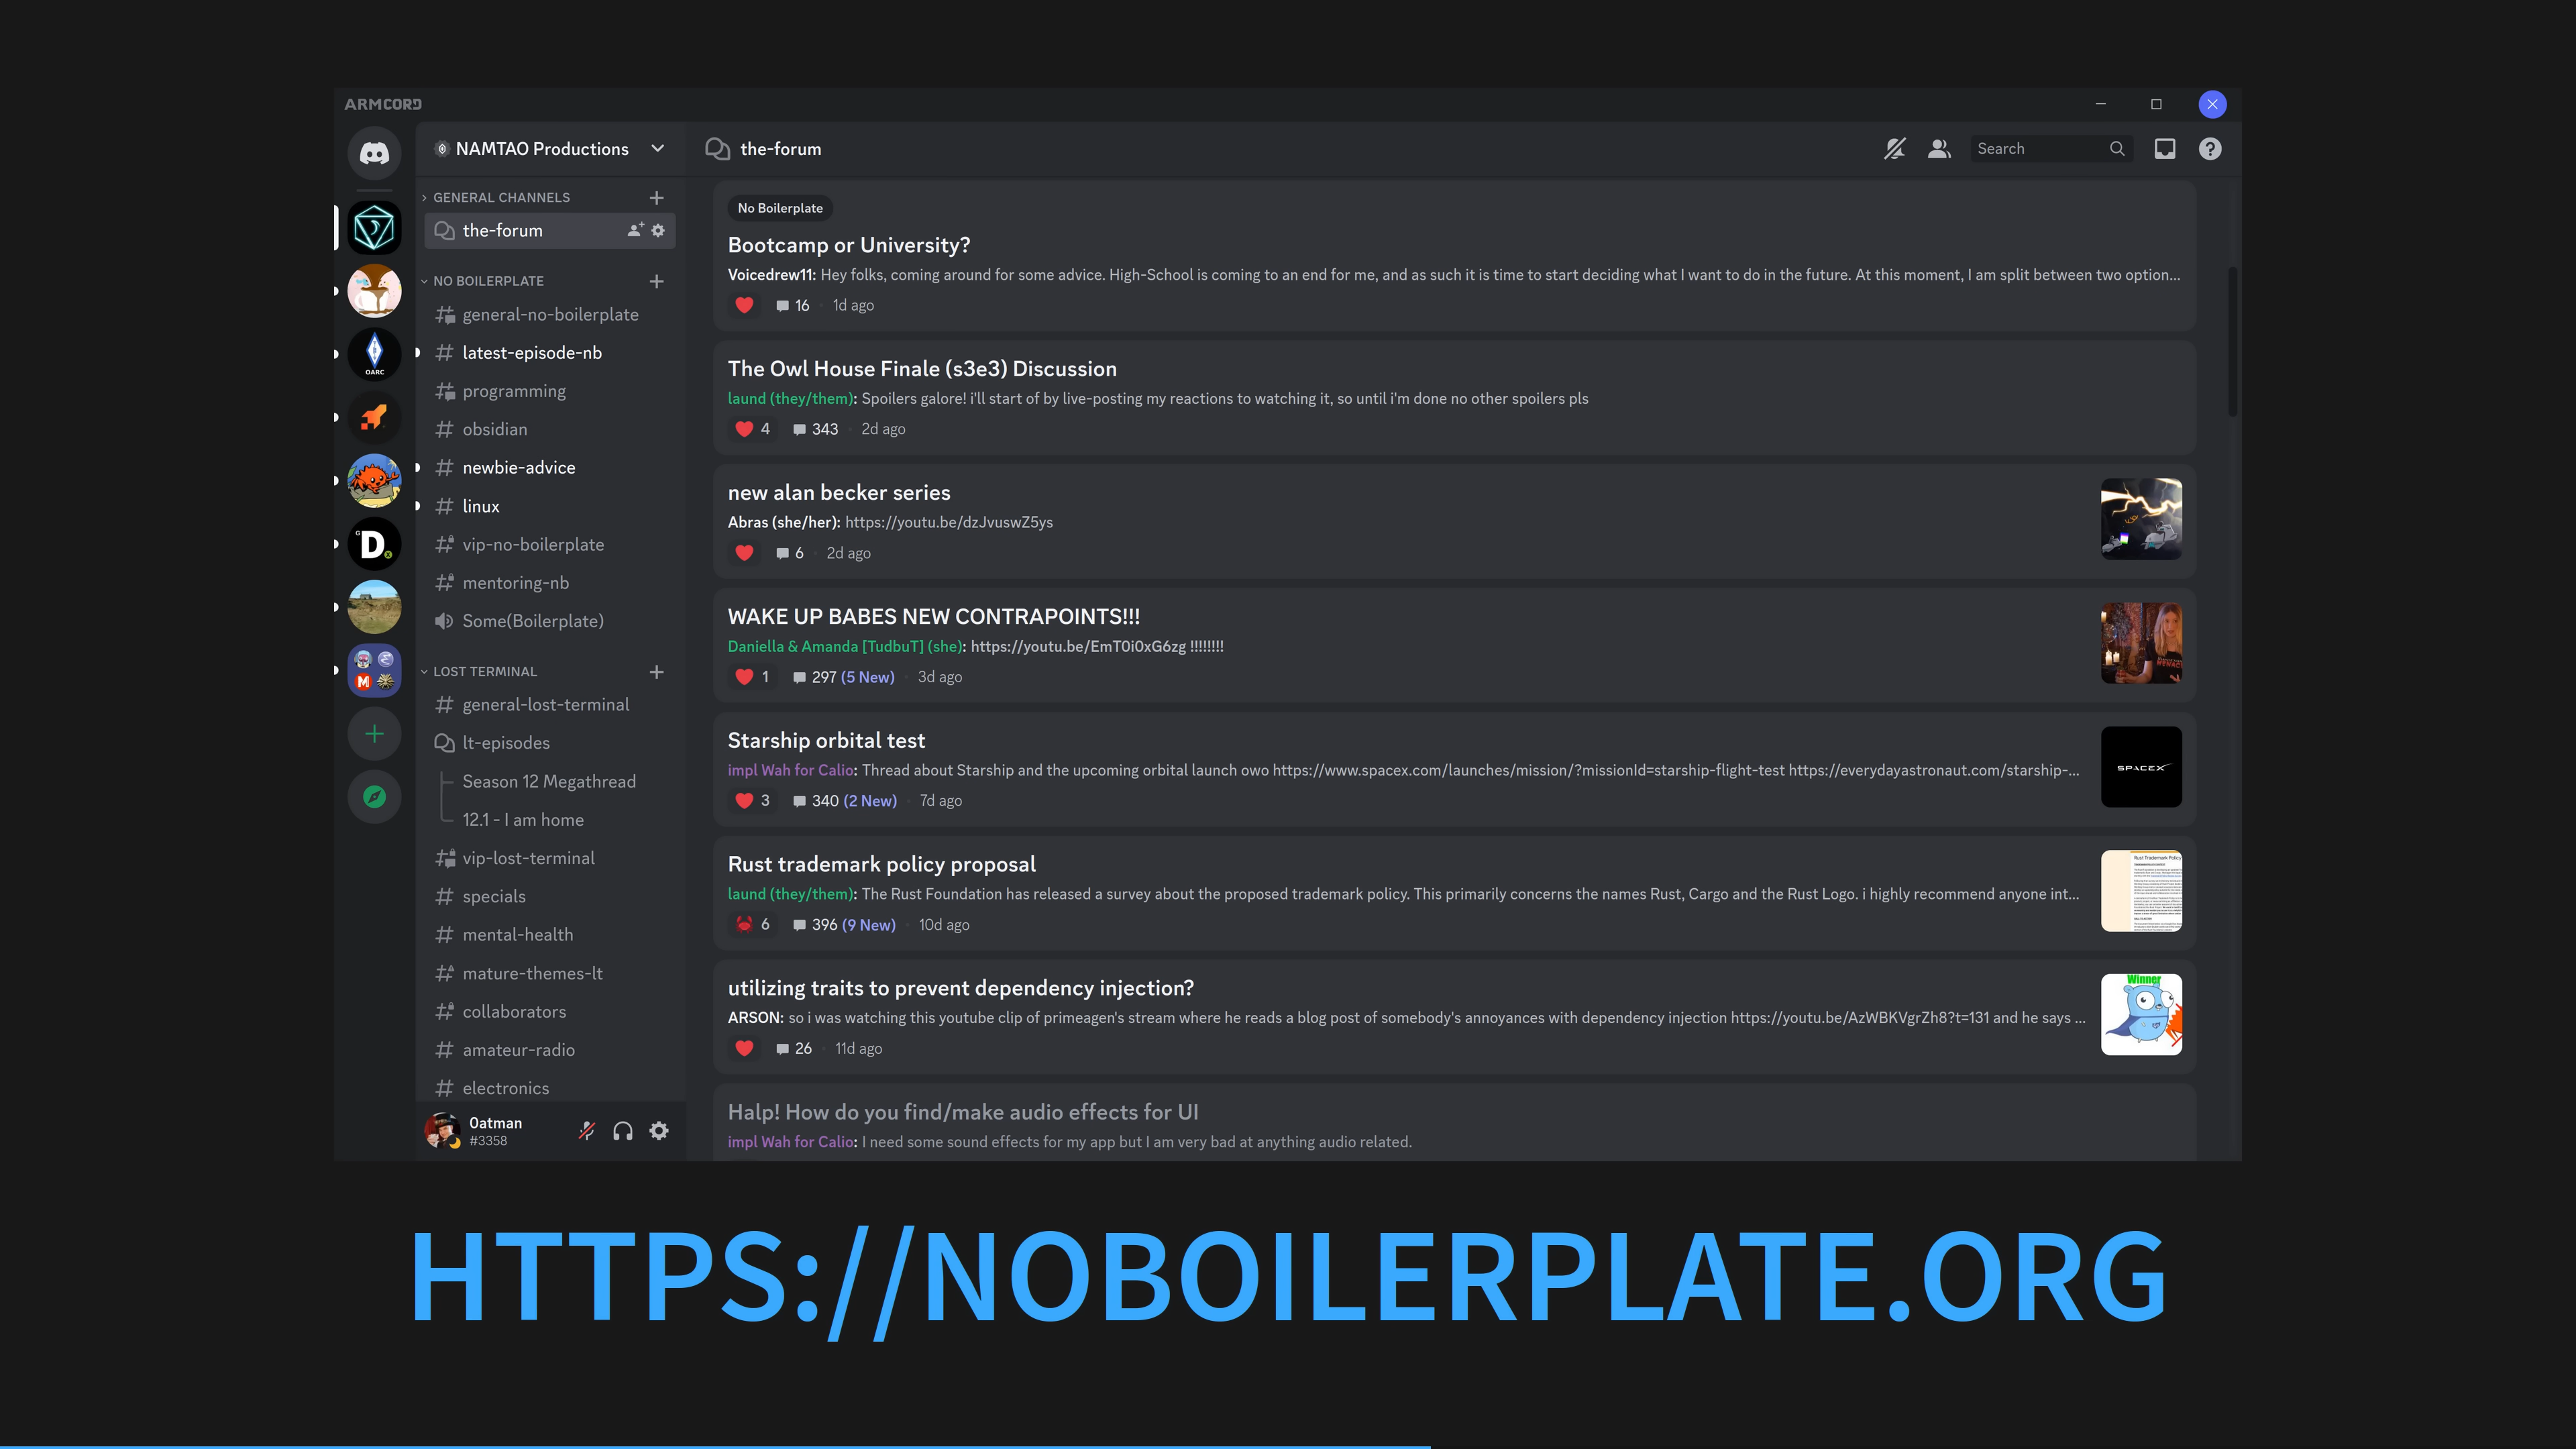 ARMCORD
NAMTAO Productions
the-forum
Search
GENERAL CHANNELS
the-forum
NO BOILERPLATE
general-no-boilerplate
latest-episode-nb
programming
obsidian
newbie-advice
linux
vip-no-boilerplate
mentoring-nb
Some(Boilerplate)
LOST TERMINAL
general-lost-terminal
lt-episodes
Season 12 Megathread
12.1 - I am home
vip-lost-terminal
specials
mental-health
mature-themes-lt
collaborators
amateur-radio
electronics
Oatman
#3358
OARC
D.
M
No Boilerplate
Bootcamp or University?
Voicedrew11: Hey folks, coming around for some advice. High-School is coming to an end for me, and as such it is time to start deciding what I want to do in the future. At this moment, I am split between two option...
16 1d ago
The Owl House Finale (s3e3) Discussion
laund (they/them): Spoilers galore! i'll start of by live-posting my reactions to watching it, so until i'm done no other spoilers pls
4 343 2d ago
new alan becker series
Abras (she/her): https://youtu.be/dzJvuswZ5ys
6 2d ago
WAKE UP BABES NEW CONTRAPOINTS!!!
Daniella & Amanda [TudbuT] (she): https://youtu.be/EmT0i0xG6zg !!!!!!!!
1 297 (5 New) 3d ago
Starship orbital test
impl Wah for Calio: Thread about Starship and the upcoming orbital launch owo https://www.spacex.com/launches/mission/?missionId=starship-flight-test https://everydayastronaut.com/starship-...
3 340 (2 New) 7d ago
SPACEX
Rust trademark policy proposal
laund (they/them): The Rust Foundation has released a survey about the proposed trademark policy. This primarily concerns the names Rust, Cargo and the Rust Logo. i highly recommend anyone int...
6 396 (9 New) 10d ago
Rust Trademark Policy
utilizing traits to prevent dependency injection?
ARSON: so i was watching this youtube clip of primeagen's stream where he reads a blog post of somebody's annoyances with dependency injection https://youtu.be/AzWBKVgrZh8?t=131 and he says ...
26 11d ago
Winner
Halp! How do you find/make audio effects for UI
impl Wah for Calio: I need some sound effects for my app but I am very bad at anything audio related.
HTTPS://NOBOILERPLATE.ORG